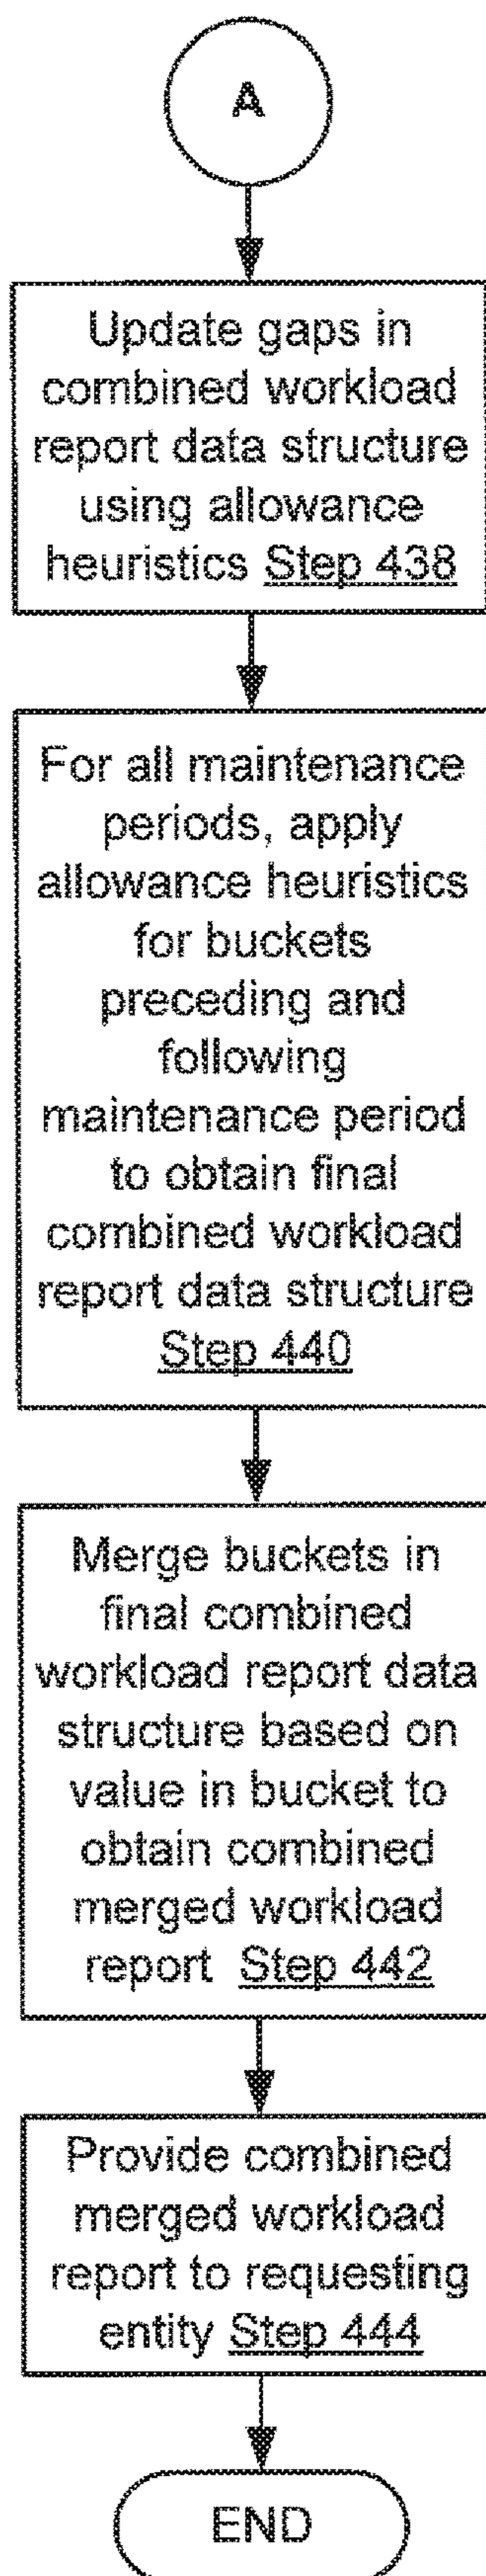 A
Update gaps in
combined workload
report data structure
using allowance
heuristics Step 438
For all maintenance
periods, apply
allowance heuristics
for buckets
preceding and
following
maintenance period
to obtain final
combined workload
report data structure
Step 440
Merge buckets in
final combined
workload report data
structure based on
value in bucket to
obtain combined
merged workload
report Step 442
Provide combined
merged workload
report to requesting
entity Step 444
END